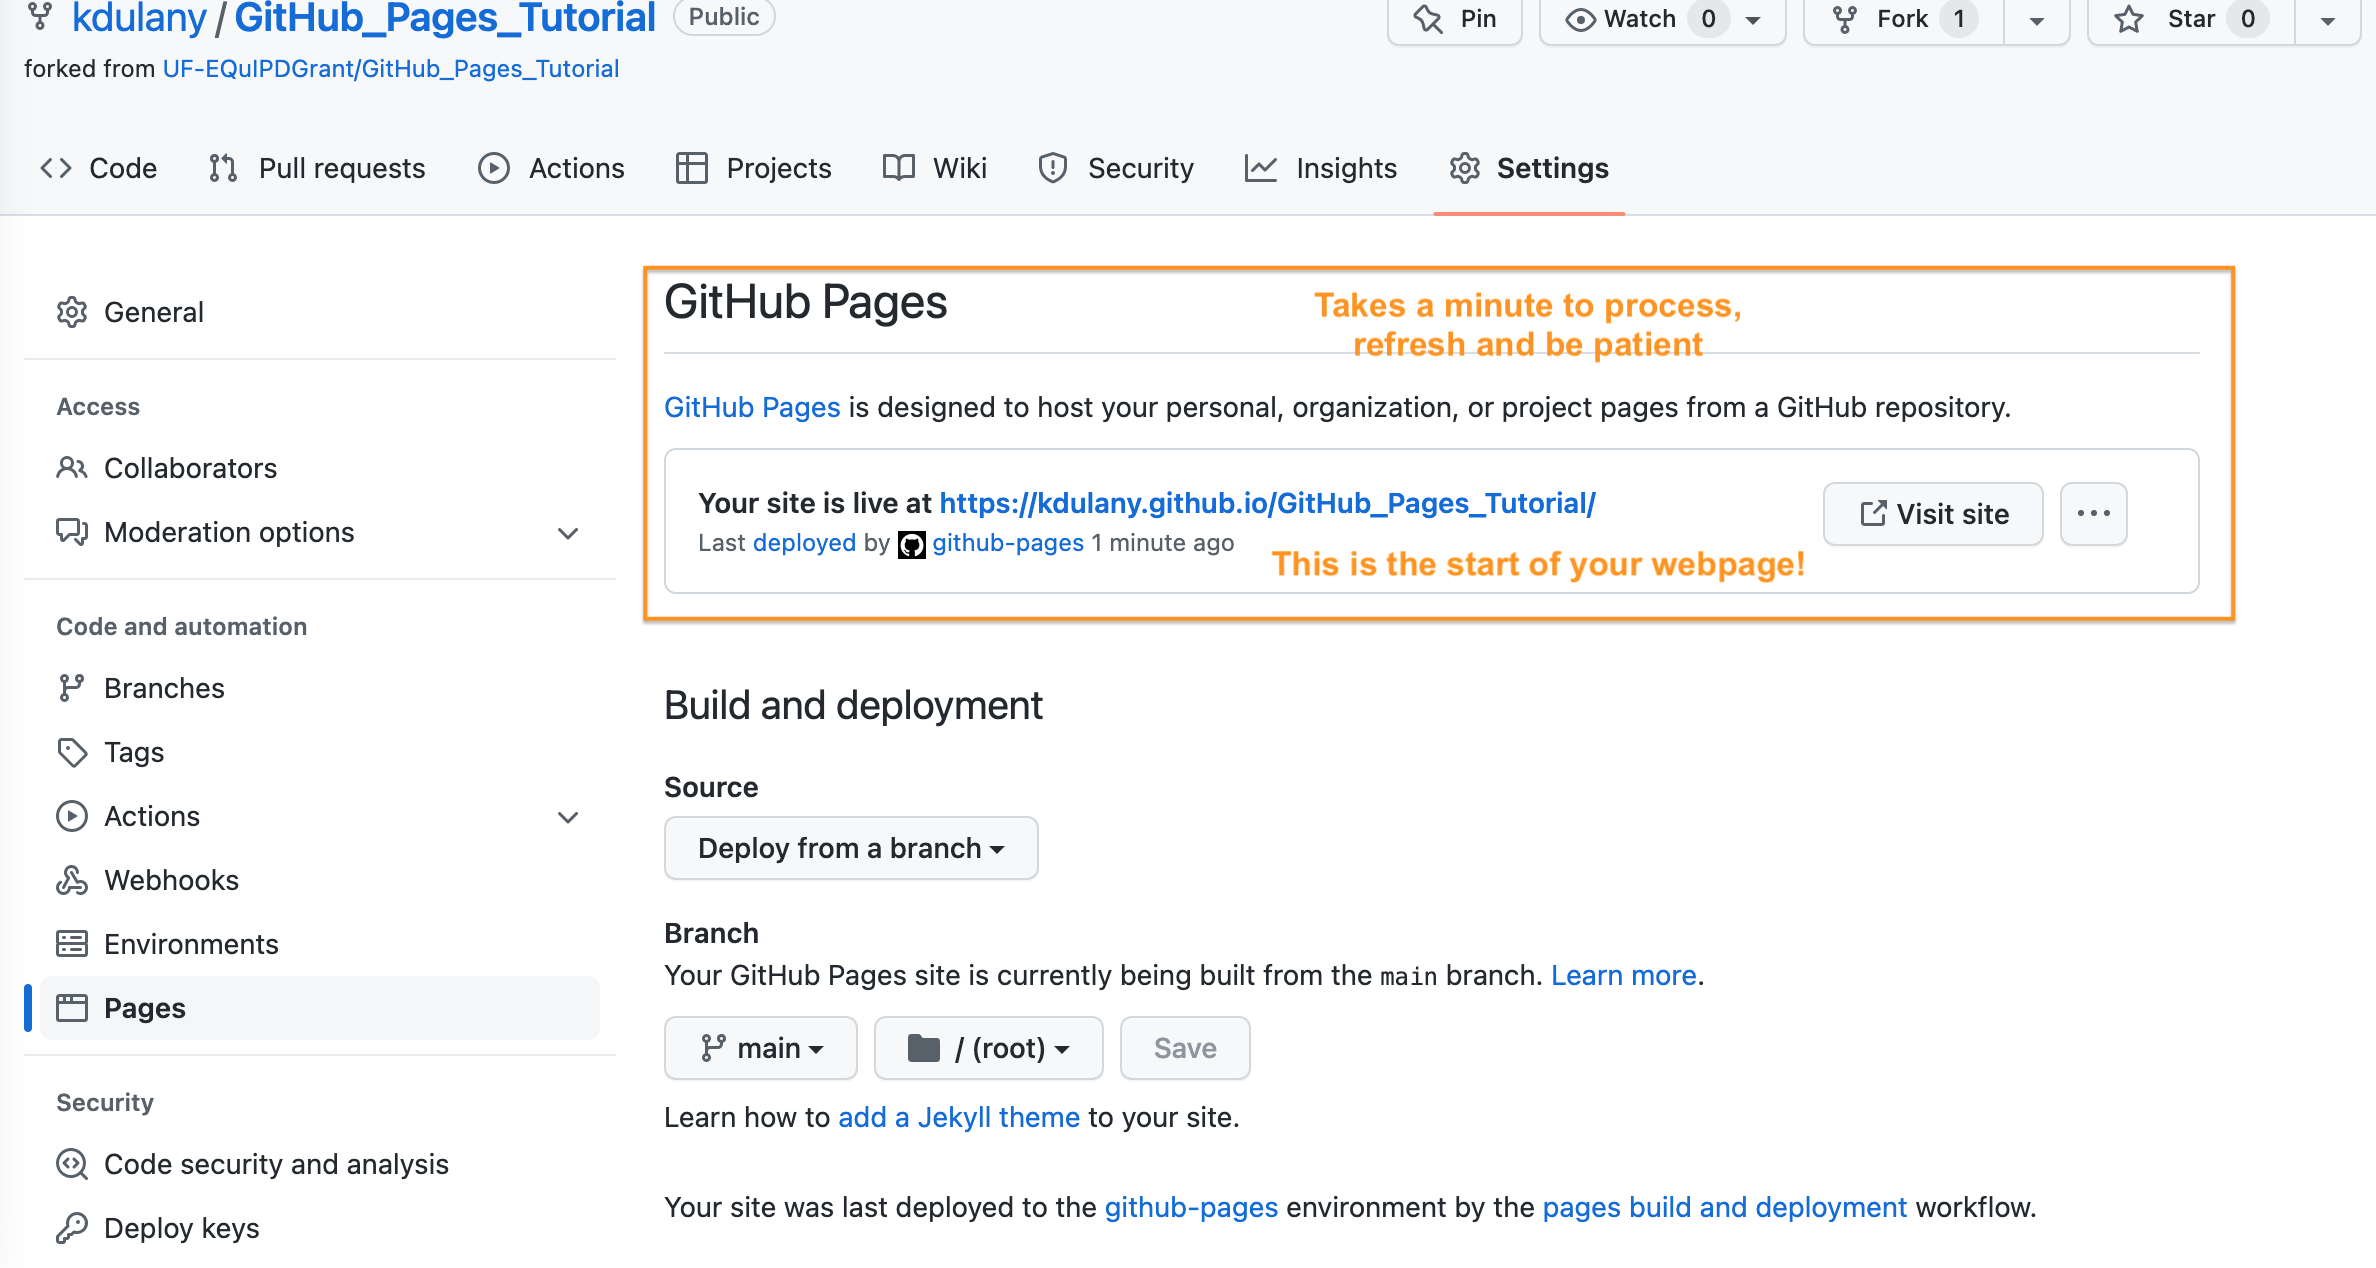 kdulany / GitHub_Pages_Tutorial Public Pin Watch 0 Fork 1 Star 0
forked from UF-EQuIPDGrant/GitHub_Pages_Tutorial
Code Pull requests Actions Projects Wiki Security Insights Settings
General
Access
Collaborators
Moderation options
Code and automation
Branches
Tags
Actions
Webhooks
Environments
Pages
Security
Code security and analysis
Deploy keys
GitHub Pages
Takes a minute to process,
refresh and be patient
GitHub Pages is designed to host your personal, organization, or project pages from a GitHub repository.
Your site is live at https://kdulany.github.io/GitHub_Pages_Tutorial/
Visit site
Last deployed by github-pages 1 minute ago
This is the start of your webpage!
Build and deployment
Source
Deploy from a branch
Branch
Your GitHub Pages site is currently being built from the main branch. Learn more.
main / (root) Save
Learn how to add a Jekyll theme to your site.
Your site was last deployed to the github-pages environment by the pages build and deployment workflow.